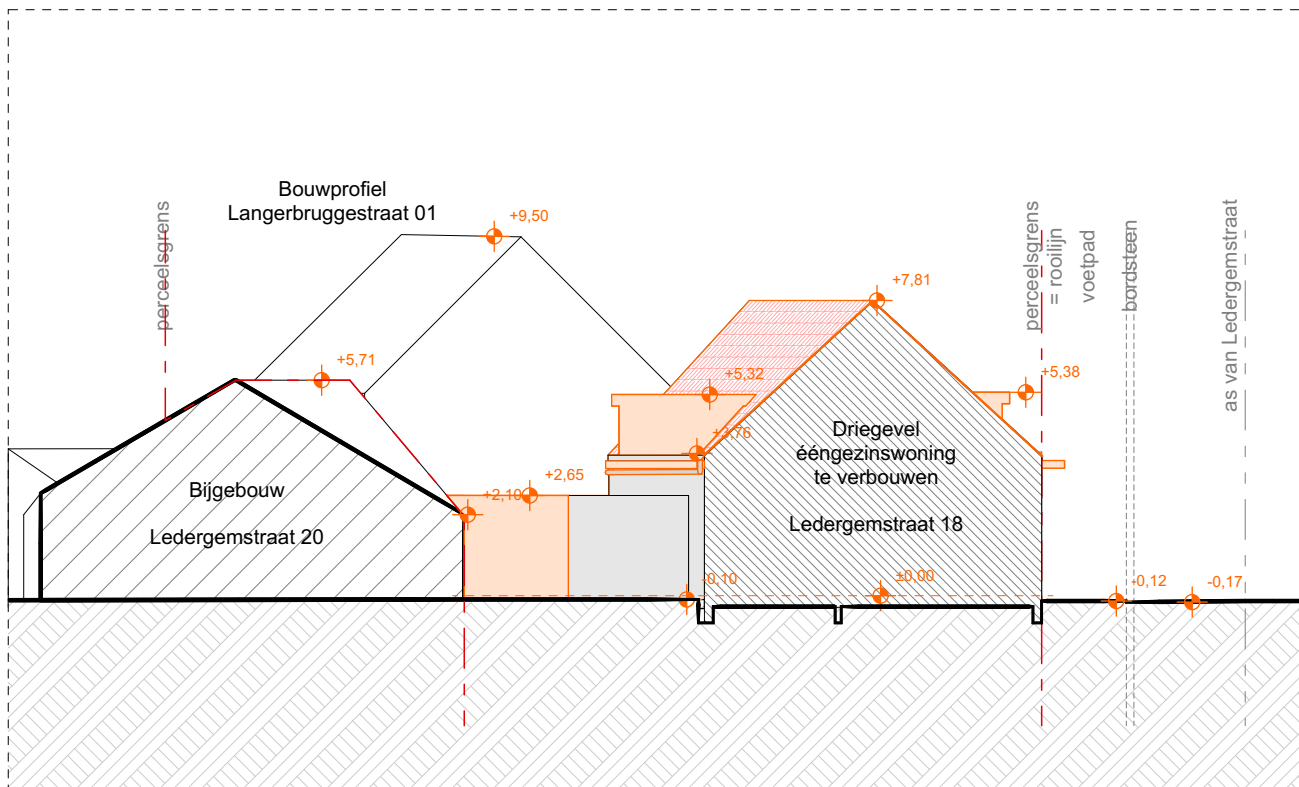 Bouwprofiel
Langerbruggestraat 01
+9,50
perceelsgrens
perceelsgrens
= rooilijn
voetpad
bordsteen
as van Ledergemstraat
+7,81
+5,71
+5,32
+5,38
+3,76
Driegevel
ééngezinswoning
te verbouwen
Ledergemstraat 18
+2,65
+2,10
Bijgebouw
Ledergemstraat 20
-0,10
±0,00
-0,12
-0,17